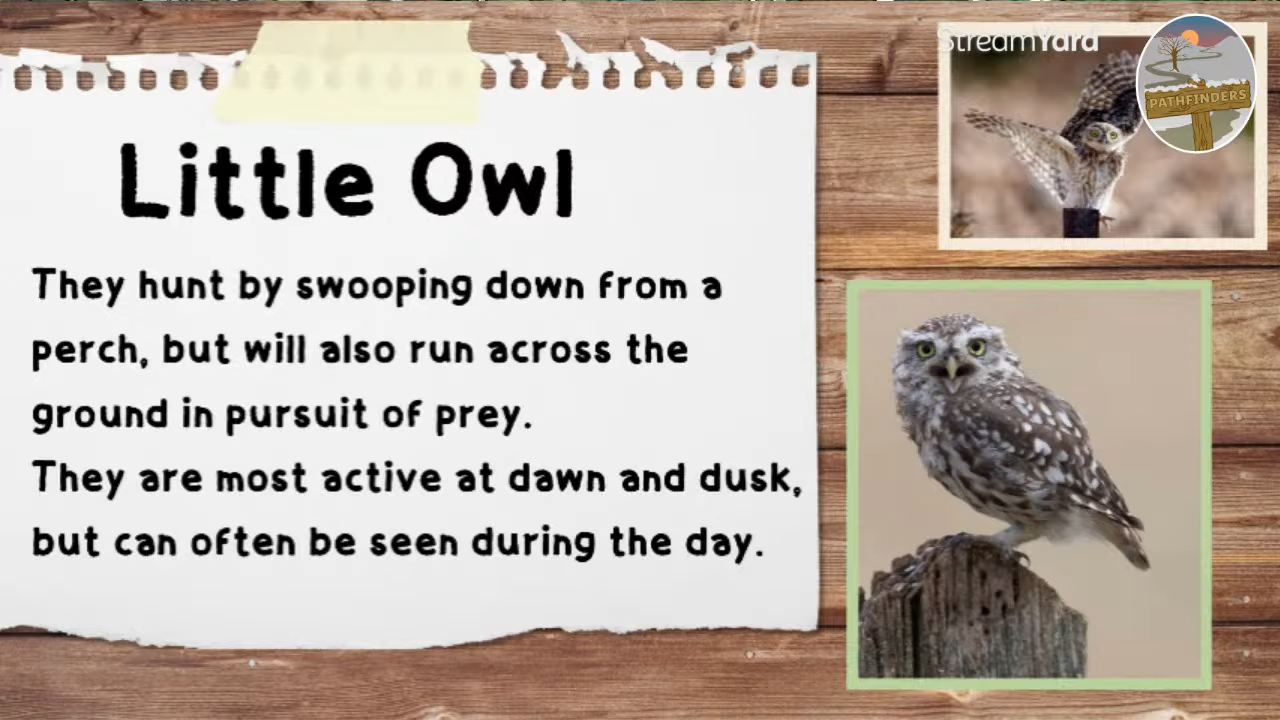 StreamYard
PATHFINDERS
Little Owl
They hunt by swooping down from a
perch, but will also run across the
ground in pursuit of prey.
They are most active at dawn and dusk,
but can often be seen during the day.